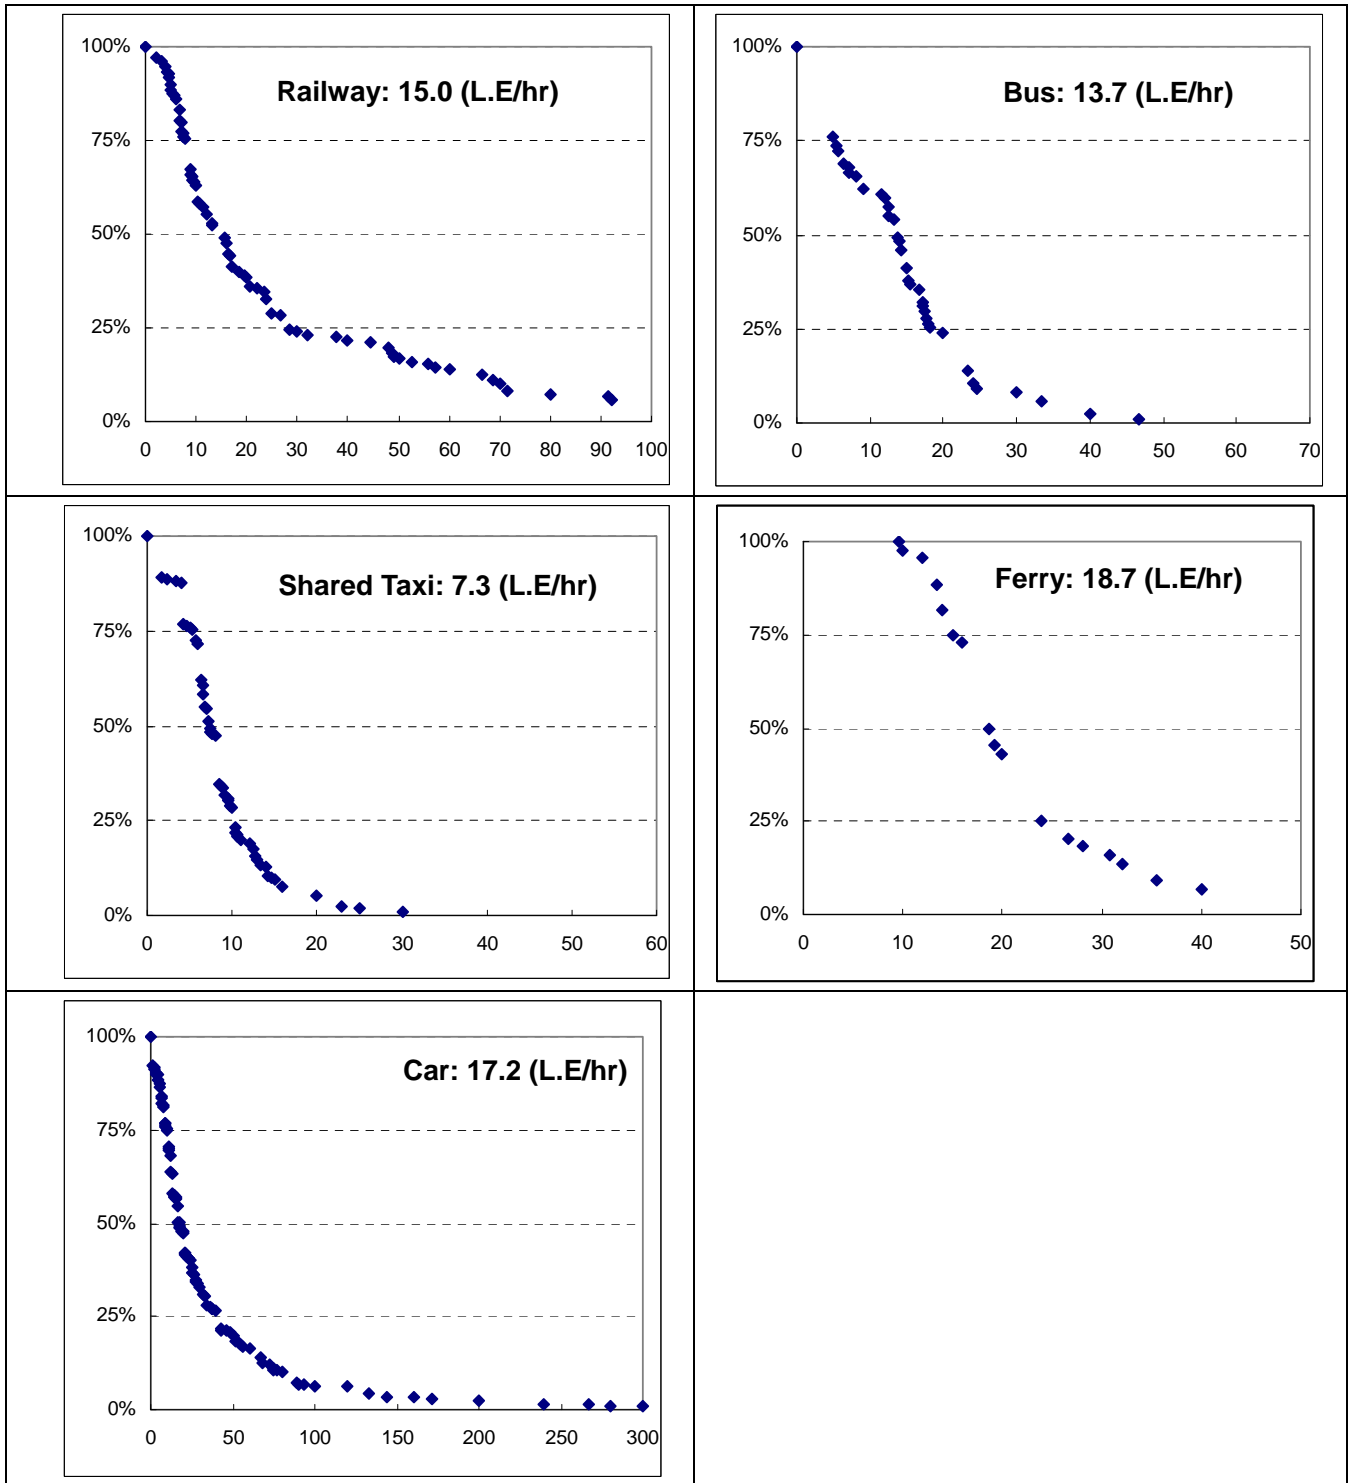 100%
Railway: 15.0 (L.E/hr)
75%
50%
25%
0%
0 10 20 30 40 50 60 70 80 90 100
100%
Bus: 13.7 (L.E/hr)
75%
50%
25%
0%
0 10 20 30 40 50 60 70
100%
Shared Taxi: 7.3 (L.E/hr)
75%
50%
25%
0%
0 10 20 30 40 50 60
100%
Ferry: 18.7 (L.E/hr)
75%
50%
25%
0%
0 10 20 30 40 50
100%
Car: 17.2 (L.E/hr)
75%
50%
25%
0%
0 50 100 150 200 250 300